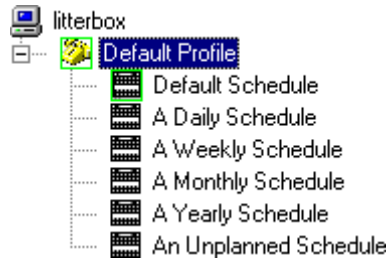 litterbox
Default Profile
Default Schedule
A Daily Schedule
A Weekly Schedule
A Monthly Schedule
A Yearly Schedule
An Unplanned Schedule